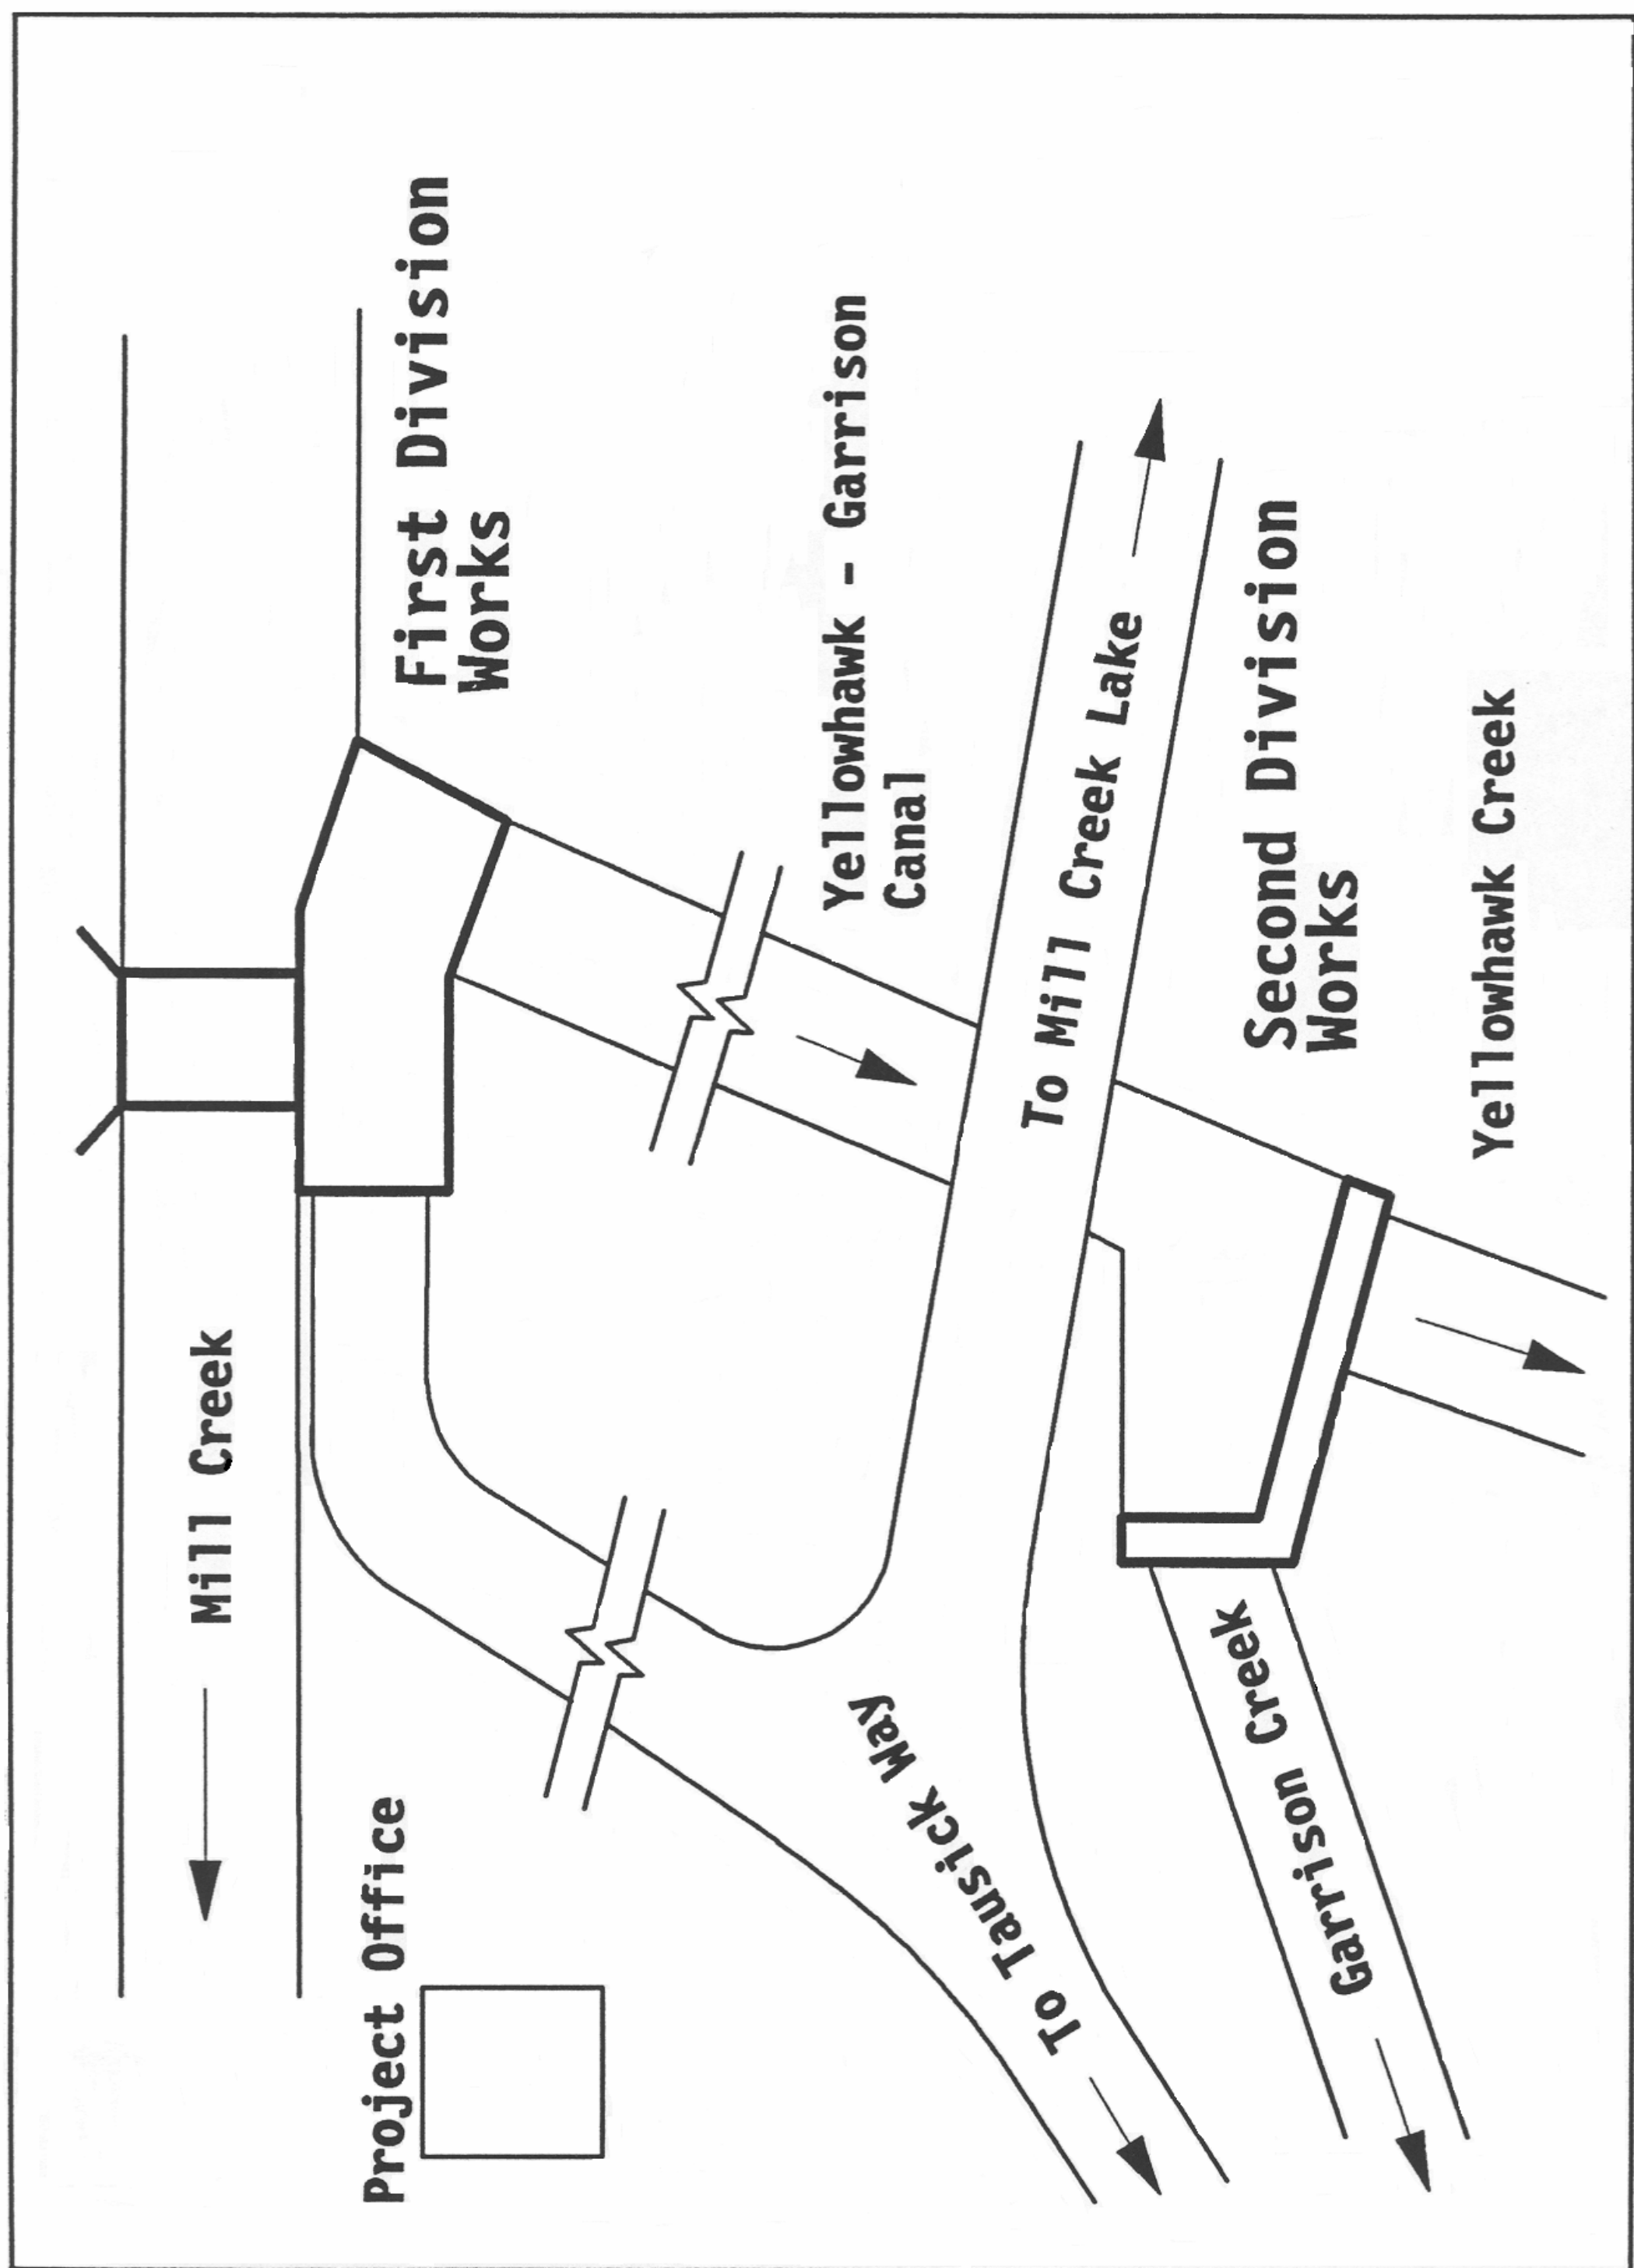 Mill Creek
First Division
Works
Project Office
Yellowhawk - Garrison
Canal
To Mill Creek Lake
To Tausick Way
Second Division
Works
Garrison Creek
Yellowhawk Creek